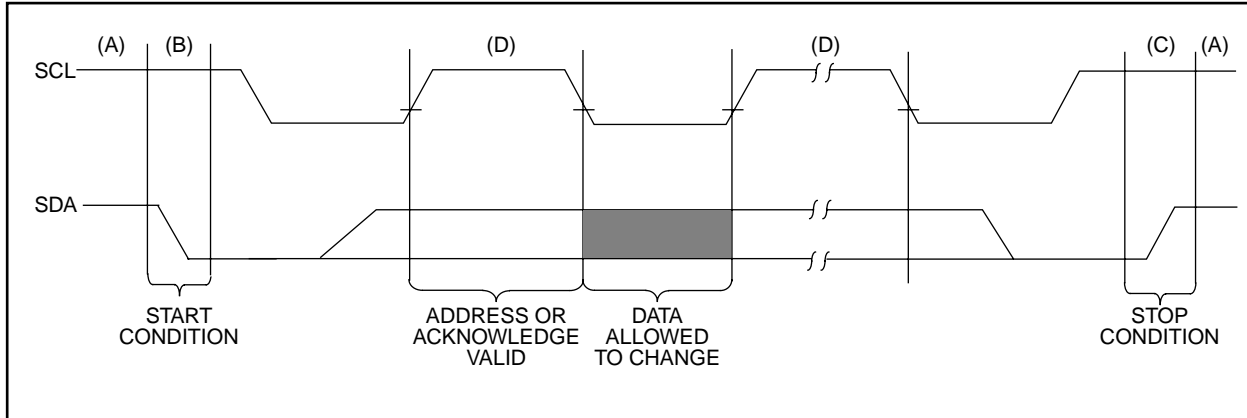 (A) (B) (D) (D) (C) (A)
SCL
SDA
START
CONDITION
ADDRESS OR
ACKNOWLEDGE
VALID
DATA
ALLOWED
TO CHANGE
STOP
CONDITION